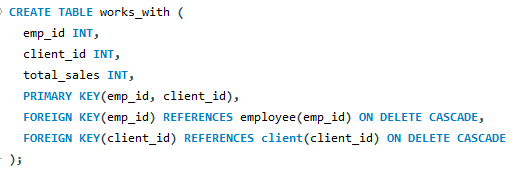 CREATE TABLE works_with (
emp_id INT,
client_id INT,
total_sales INT,
PRIMARY KEY(emp_id, client_id),
FOREIGN KEY(emp_id) REFERENCES employee(emp_id) ON DELETE CASCADE,
FOREIGN KEY(client_id) REFERENCES client(client_id) ON DELETE CASCADE
);